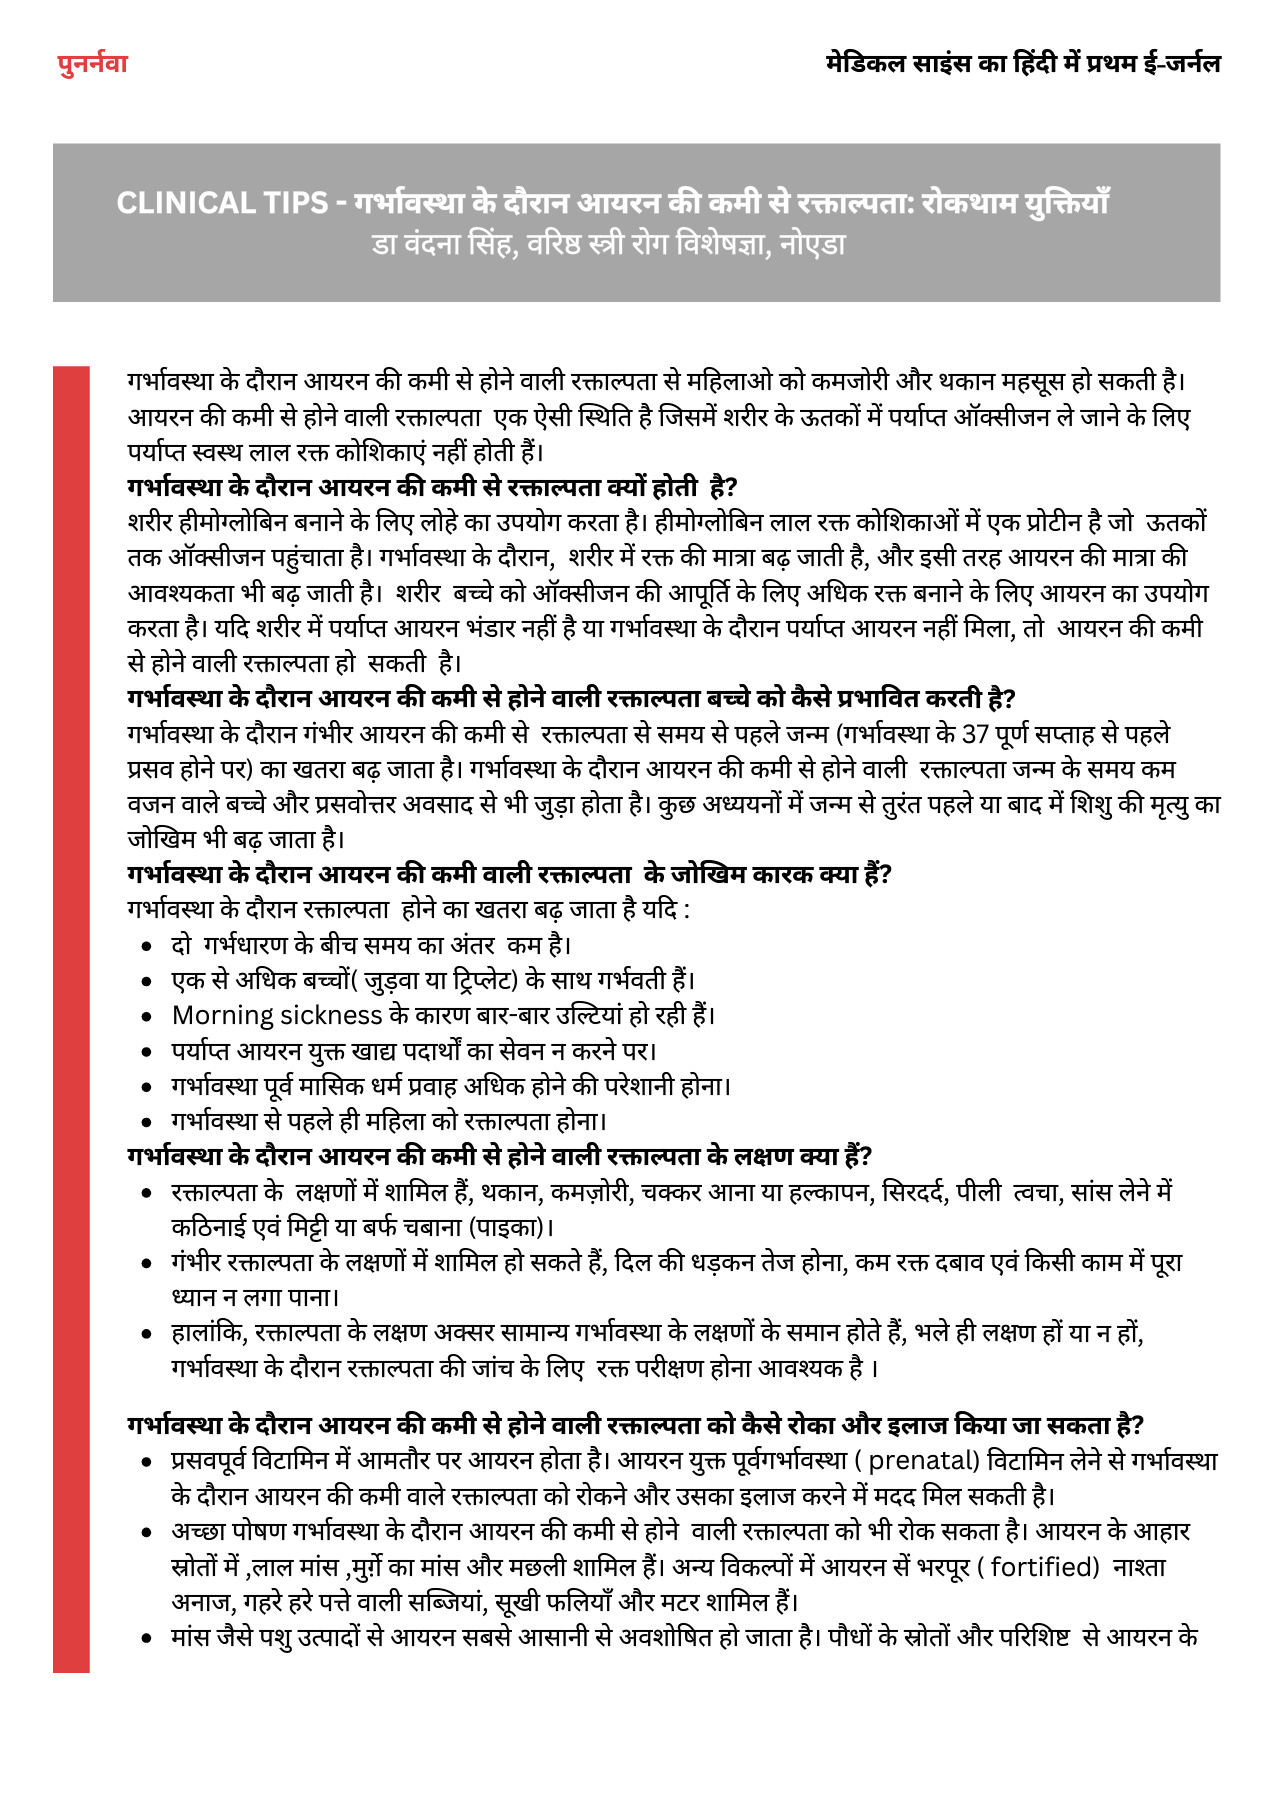 पुनर्नवा
मेडिकल साइंस का हिंदी में प्रथम ई-जर्नल
CLINICAL TIPS - गर्भावस्था के दौरान आयरन की कमी से रक्ताल्पता: रोकथाम युक्तियाँ
डा वंदना सिंह, वरिष्ठ स्त्री रोग विशेषज्ञा, नोएडा
गर्भावस्था के दौरान आयरन की कमी से होने वाली रक्ताल्पता से महिलाओ को कमजोरी और थकान महसूस हो सकती है।
आयरन की कमी से होने वाली रक्ताल्पता एक ऐसी स्थिति है जिसमें शरीर के ऊतकों में पर्याप्त ऑक्सीजन ले जाने के लिए
पर्याप्त स्वस्थ लाल रक्त कोशिकाएं नहीं होती हैं।
गर्भावस्था के दौरान आयरन की कमी से रक्ताल्पता क्यों होती है?
शरीर हीमोग्लोबिन बनाने के लिए लोहे का उपयोग करता है। हीमोग्लोबिन लाल रक्त कोशिकाओं में एक प्रोटीन है जो ऊतकों
तक ऑक्सीजन पहुंचाता है। गर्भावस्था के दौरान, शरीर में रक्त की मात्रा बढ़ जाती है, और इसी तरह आयरन की मात्रा की
आवश्यकता भी बढ़ जाती है। शरीर बच्चे को ऑक्सीजन की आपूर्ति के लिए अधिक रक्त बनाने के लिए आयरन का उपयोग
करता है। यदि शरीर में पर्याप्त आयरन भंडार नहीं है या गर्भावस्था के दौरान पर्याप्त आयरन नहीं मिला, तो आयरन की कमी
से होने वाली रक्ताल्पता हो सकती है।
गर्भावस्था के दौरान आयरन की कमी से होने वाली रक्ताल्पता बच्चे को कैसे प्रभावित करती है?
गर्भावस्था के दौरान गंभीर आयरन की कमी से रक्ताल्पता से समय से पहले जन्म (गर्भावस्था के 37 पूर्ण सप्ताह से पहले
प्रसव होने पर) का खतरा बढ़ जाता है। गर्भावस्था के दौरान आयरन की कमी से होने वाली रक्ताल्पता जन्म के समय कम
वजन वाले बच्चे और प्रसवोत्तर अवसाद से भी जुड़ा होता है। कुछ अध्ययनों में जन्म से तुरंत पहले या बाद में शिशु की मृत्यु का
जोखिम भी बढ़ जाता है।
गर्भावस्था के दौरान आयरन की कमी वाली रक्ताल्पता के जोखिम कारक क्या हैं?
गर्भावस्था के दौरान रक्ताल्पता होने का खतरा बढ़ जाता है यदि :
• दो गर्भधारण के बीच समय का अंतर कम है।
• एक से अधिक बच्चों( जुड़वा या ट्रिप्लेट) के साथ गर्भवती हैं।
• Morning sickness के कारण बार-बार उल्टियां हो रही हैं।
• पर्याप्त आयरन युक्त खाद्य पदार्थों का सेवन न करने पर।
• गर्भावस्था पूर्व मासिक धर्म प्रवाह अधिक होने की परेशानी होना।
• गर्भावस्था से पहले ही महिला को रक्ताल्पता होना।
गर्भावस्था के दौरान आयरन की कमी से होने वाली रक्ताल्पता के लक्षण क्या हैं?
• रक्ताल्पता के लक्षणों में शामिल हैं, थकान, कमज़ोरी, चक्कर आना या हल्कापन, सिरदर्द, पीली त्वचा, सांस लेने में
कठिनाई एवं मिट्टी या बर्फ चबाना (पाइका)।
• गंभीर रक्ताल्पता के लक्षणों में शामिल हो सकते हैं, दिल की धड़कन तेज होना, कम रक्त दबाव एवं किसी काम में पूरा
ध्यान न लगा पाना।
• हालांकि, रक्ताल्पता के लक्षण अक्सर सामान्य गर्भावस्था के लक्षणों के समान होते हैं, भले ही लक्षण हों या न हों,
गर्भावस्था के दौरान रक्ताल्पता की जांच के लिए रक्त परीक्षण होना आवश्यक है ।
गर्भावस्था के दौरान आयरन की कमी से होने वाली रक्ताल्पता को कैसे रोका और इलाज किया जा सकता है?
• प्रसवपूर्व विटामिन में आमतौर पर आयरन होता है। आयरन युक्त पूर्वगर्भावस्था ( prenatal) विटामिन लेने से गर्भावस्था
के दौरान आयरन की कमी वाले रक्ताल्पता को रोकने और उसका इलाज करने में मदद मिल सकती है।
• अच्छा पोषण गर्भावस्था के दौरान आयरन की कमी से होने वाली रक्ताल्पता को भी रोक सकता है। आयरन के आहार
स्रोतों में ,लाल मांस ,मुर्ग़े का मांस और मछली शामिल हैं। अन्य विकल्पों में आयरन सें भरपूर ( fortified) नाश्ता
अनाज, गहरे हरे पत्ते वाली सब्जियां, सूखी फलियाँ और मटर शामिल हैं।
• मांस जैसे पशु उत्पादों से आयरन सबसे आसानी से अवशोषित हो जाता है। पौधों के स्रोतों और परिशिष्ट से आयरन के